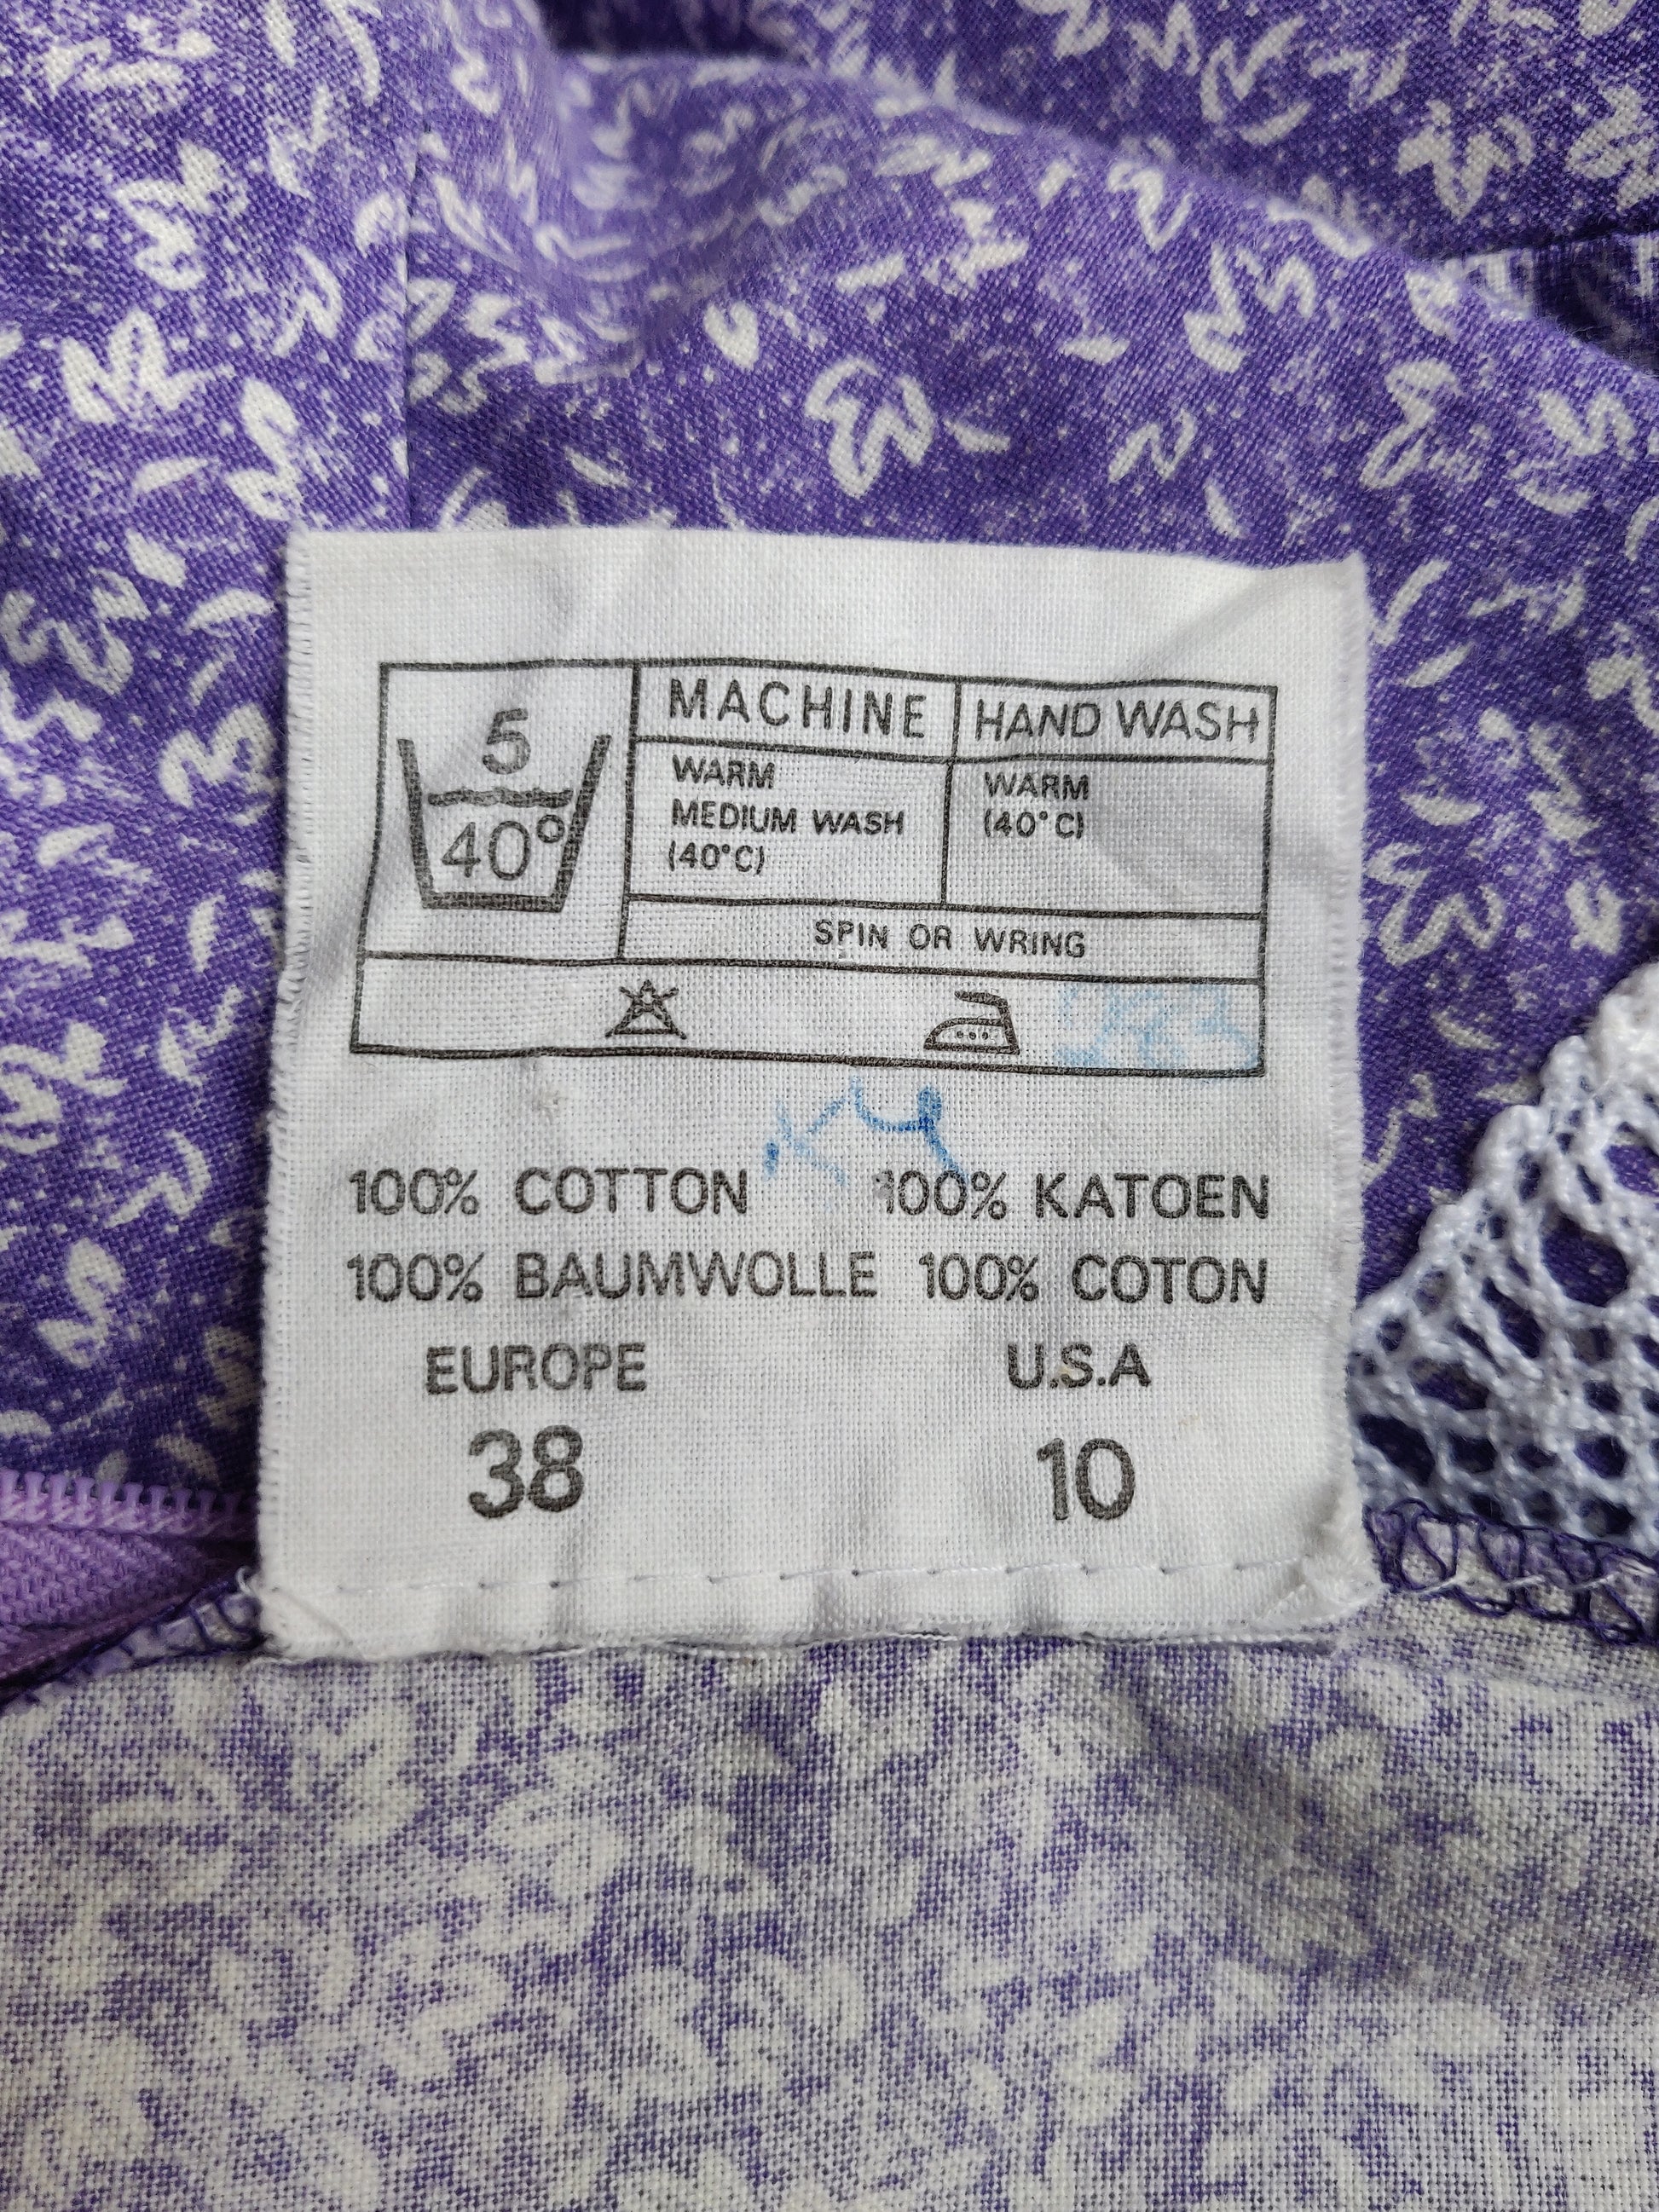 5
40°
MACHINE HAND WASH
WARM
MEDIUM WASH
(40°C)
WARM
(40°C)
SPIN OR WRING
100% COTTON 100% KATOEN
100% BAUMWOLLE 100% COTON
EUROPE U.S.A
38 10